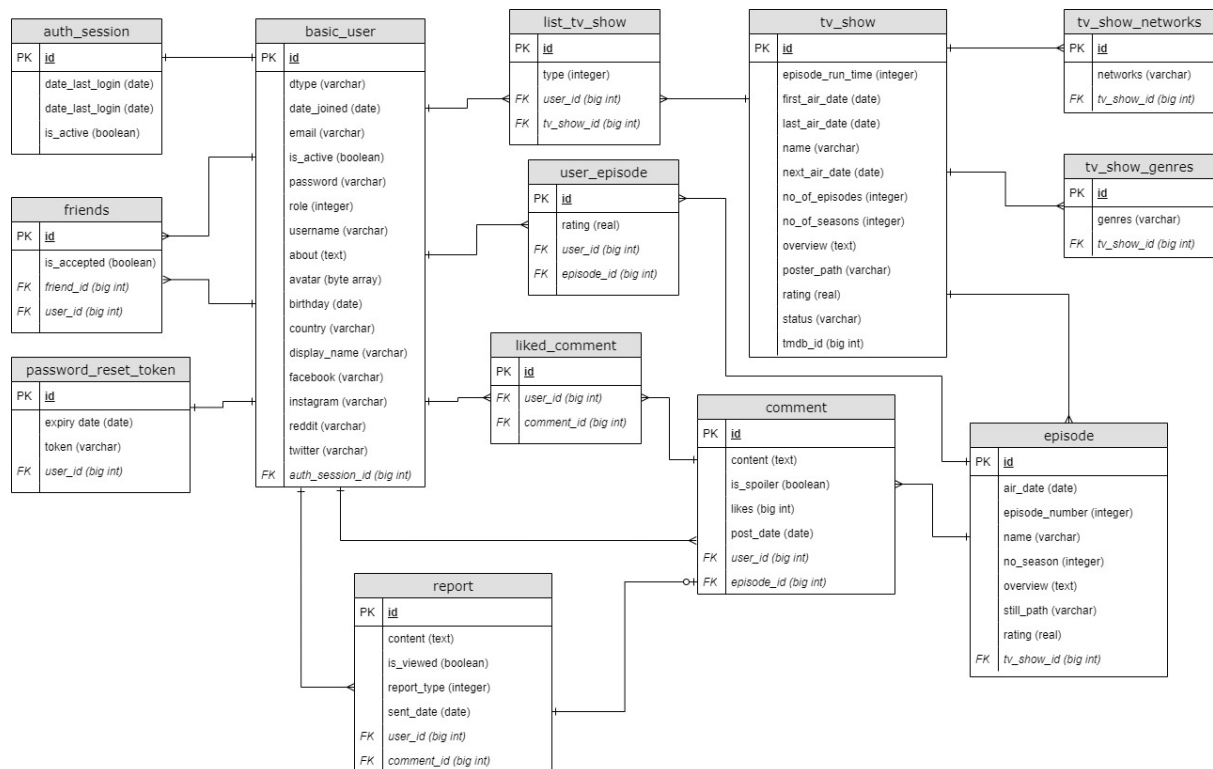 auth_session
PK id
date_last_login (date)
date_last_login (date)
is_active (boolean)
friends
PK id
is_accepted (boolean)
FK friend_id (big int)
FK user_id (big int)
password_reset_token
PK id
expiry date (date)
token (varchar)
FK user_id (big int)
basic_user
PK id
dtype (varchar)
date_joined (date)
email (varchar)
is_active (boolean)
password (varchar)
role (integer)
username (varchar)
about (text)
avatar (byte array)
birthday (date)
country (varchar)
display_name (varchar)
facebook (varchar)
instagram (varchar)
reddit (varchar)
twitter (varchar)
FK auth_session_id (big int)
list_tv_show
PK id
type (integer)
FK user_id (big int)
FK tv_show_id (big int)
user_episode
PK id
rating (real)
FK user_id (big int)
FK episode_id (big int)
liked_comment
PK id
FK user_id (big int)
FK comment_id (big int)
report
PK id
content (text)
is_viewed (boolean)
report_type (integer)
sent_date (date)
FK user_id (big int)
FK comment_id (big int)
tv_show
PK id
episode_run_time (integer)
first_air_date (date)
last_air_date (date)
name (varchar)
next_air_date (date)
no_of_episodes (integer)
no_of_seasons (integer)
overview (text)
poster_path (varchar)
rating (real)
status (varchar)
tmdb_id (big int)
comment
PK id
content (text)
is_spoiler (boolean)
likes (big int)
post_date (date)
FK user_id (big int)
FK episode_id (big int)
tv_show_networks
PK id
networks (varchar)
FK tv_show_id (big int)
tv_show_genres
PK id
genres (varchar)
FK tv_show_id (big int)
episode
PK id
air_date (date)
episode_number (integer)
name (varchar)
no_season (integer)
overview (text)
still_path (varchar)
rating (real)
FK tv_show_id (big int)